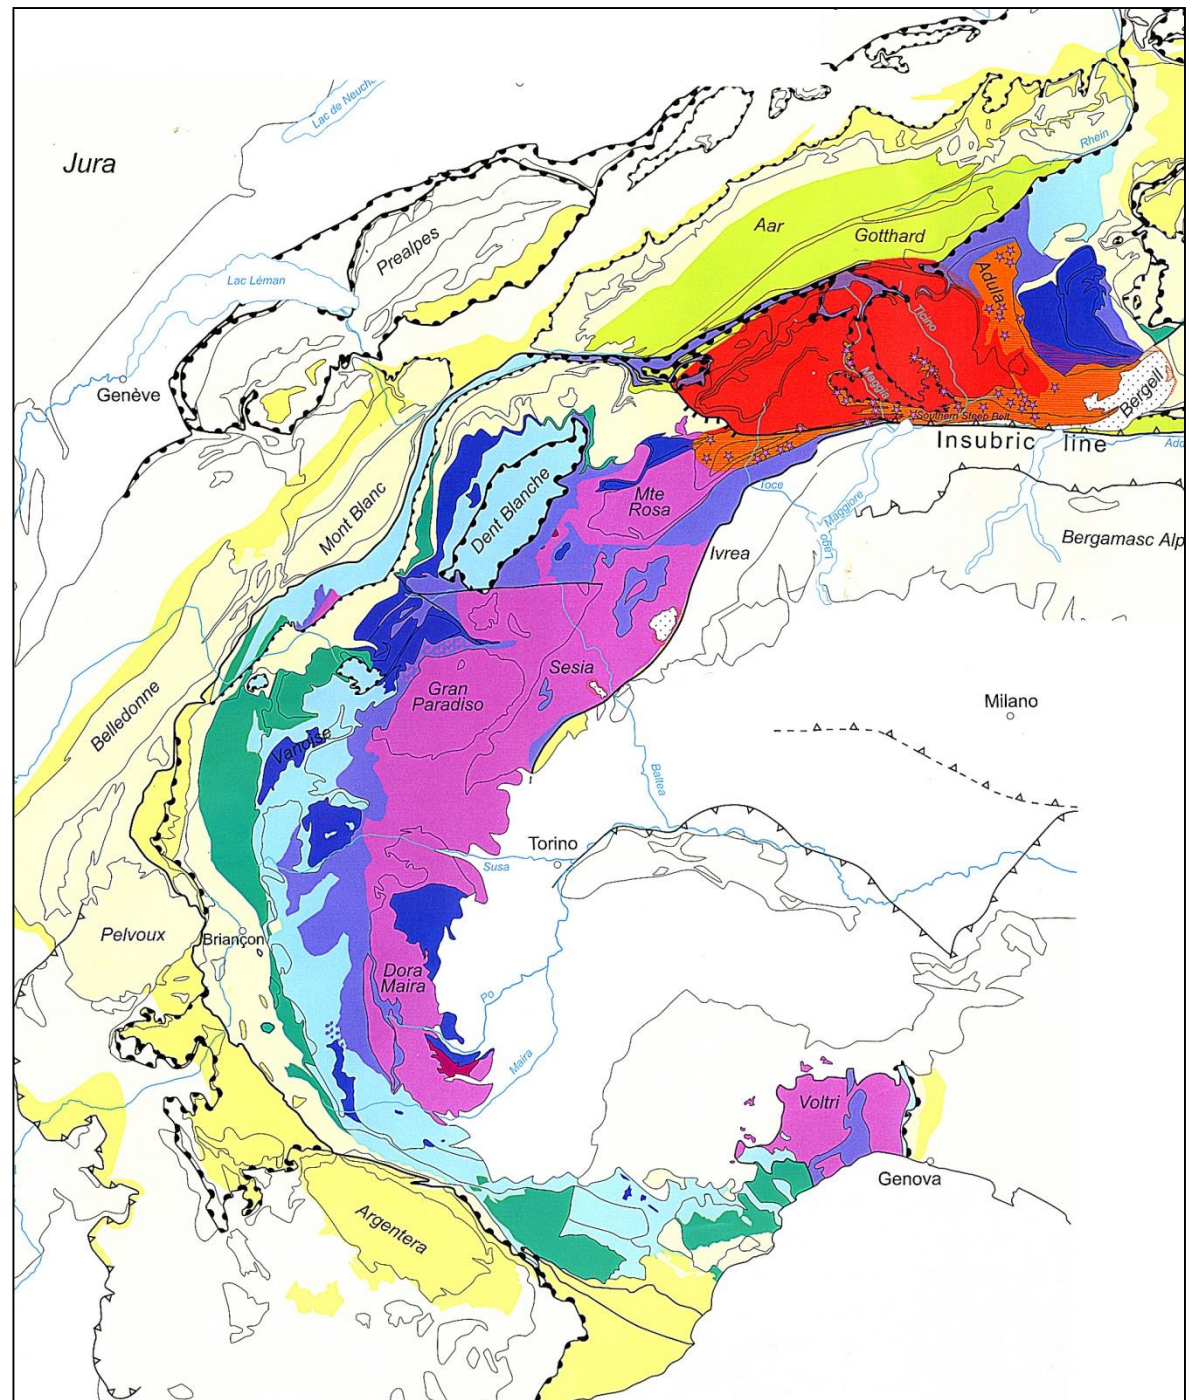 Lac de Neuch
Jura
Rhein
Aar
Gotthard
Prealpes
Lac Léman
Adula
Ticino
Maggia
Genève
Bergell
Southern Steep Belt
Insubric line
Add
Mont Blanc
Dent Blanche
Mte
Rosa
Toce
Lago
Maggiore
Ivrea
Bergamasc Alp
Sesia
Gran
Paradiso
Belledonne
Milano
Vanoise
Baltea
Torino
Susa
Pelvoux
Briançon
Dora
Maira
Po
Maira
Voltri
Genova
Argentera